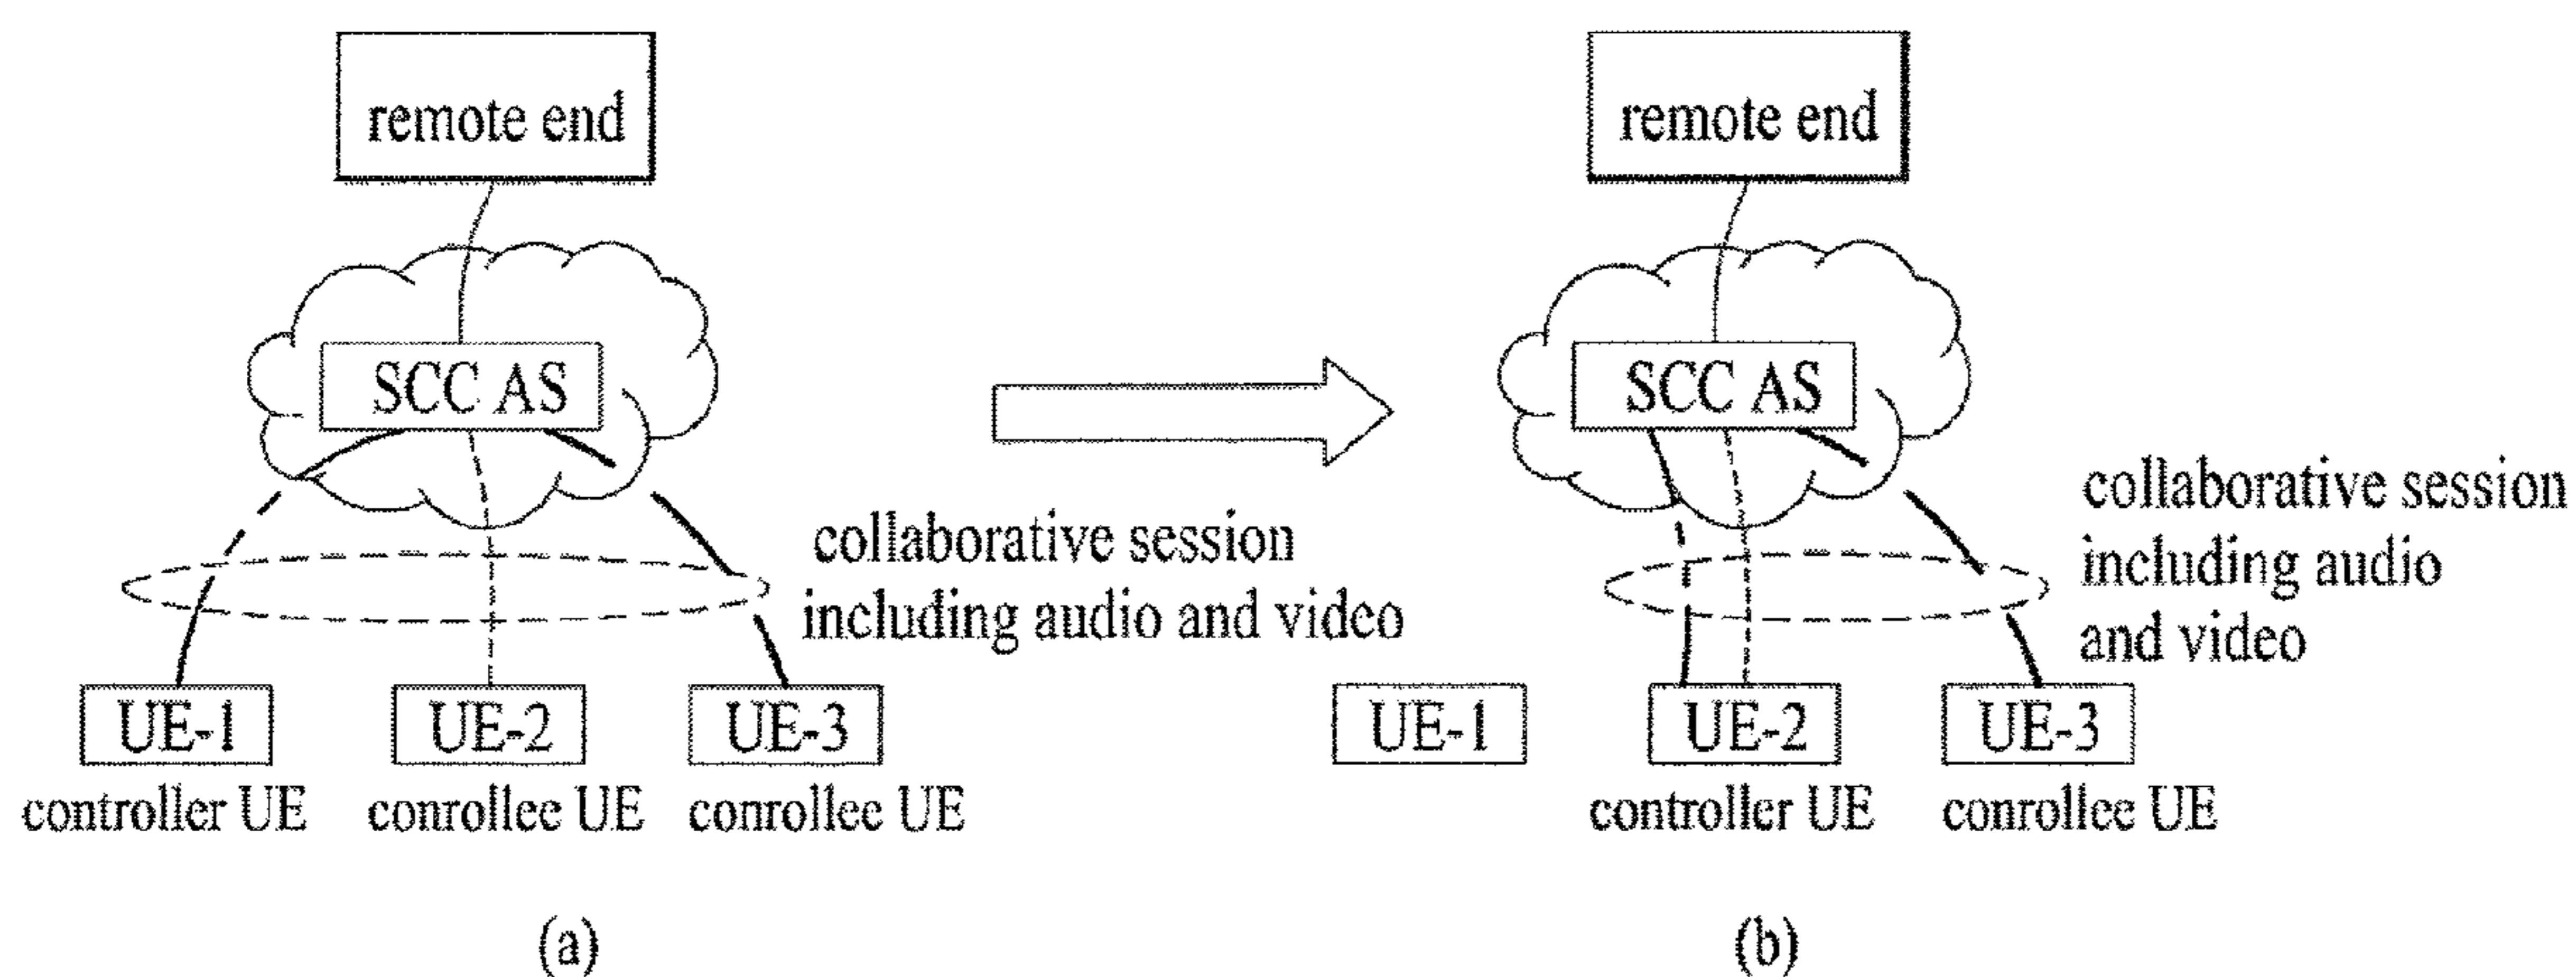 remote end
SCC AS
collaborative session
including audio and video
UE-1
UE-2
UE-3
controller UE
conrollee UE
conrollee UE
(a)
remote end
SCC AS
collaborative session
including audio
and video
UE-1
UE-2
UE-3
controller UE
conrollee UE
(b)